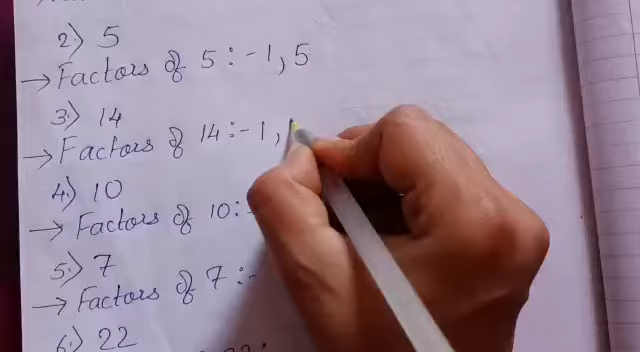 2) 5
→ Factors of 5 :- 1, 5
3) 14
→ Factors of 14 :- 1,
4) 10
→ Factors of 10 :-
5) 7
→ Factors of 7 :-
6) 22